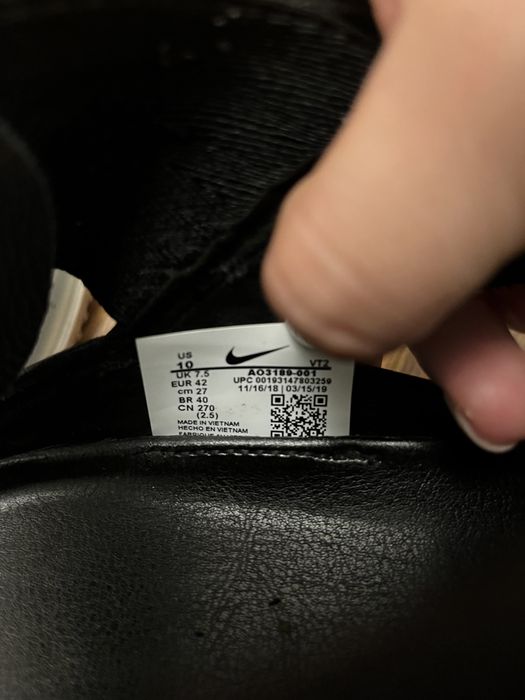 US
10
VT2
UK 7.5
AO3189-001
EUR 42
UPC 00193147803259
cm 27
11/16/18 | 03/15/19
BR 40
CN 270
(2.5)
MADE IN VIETNAM
HECHO EN VIETNAM